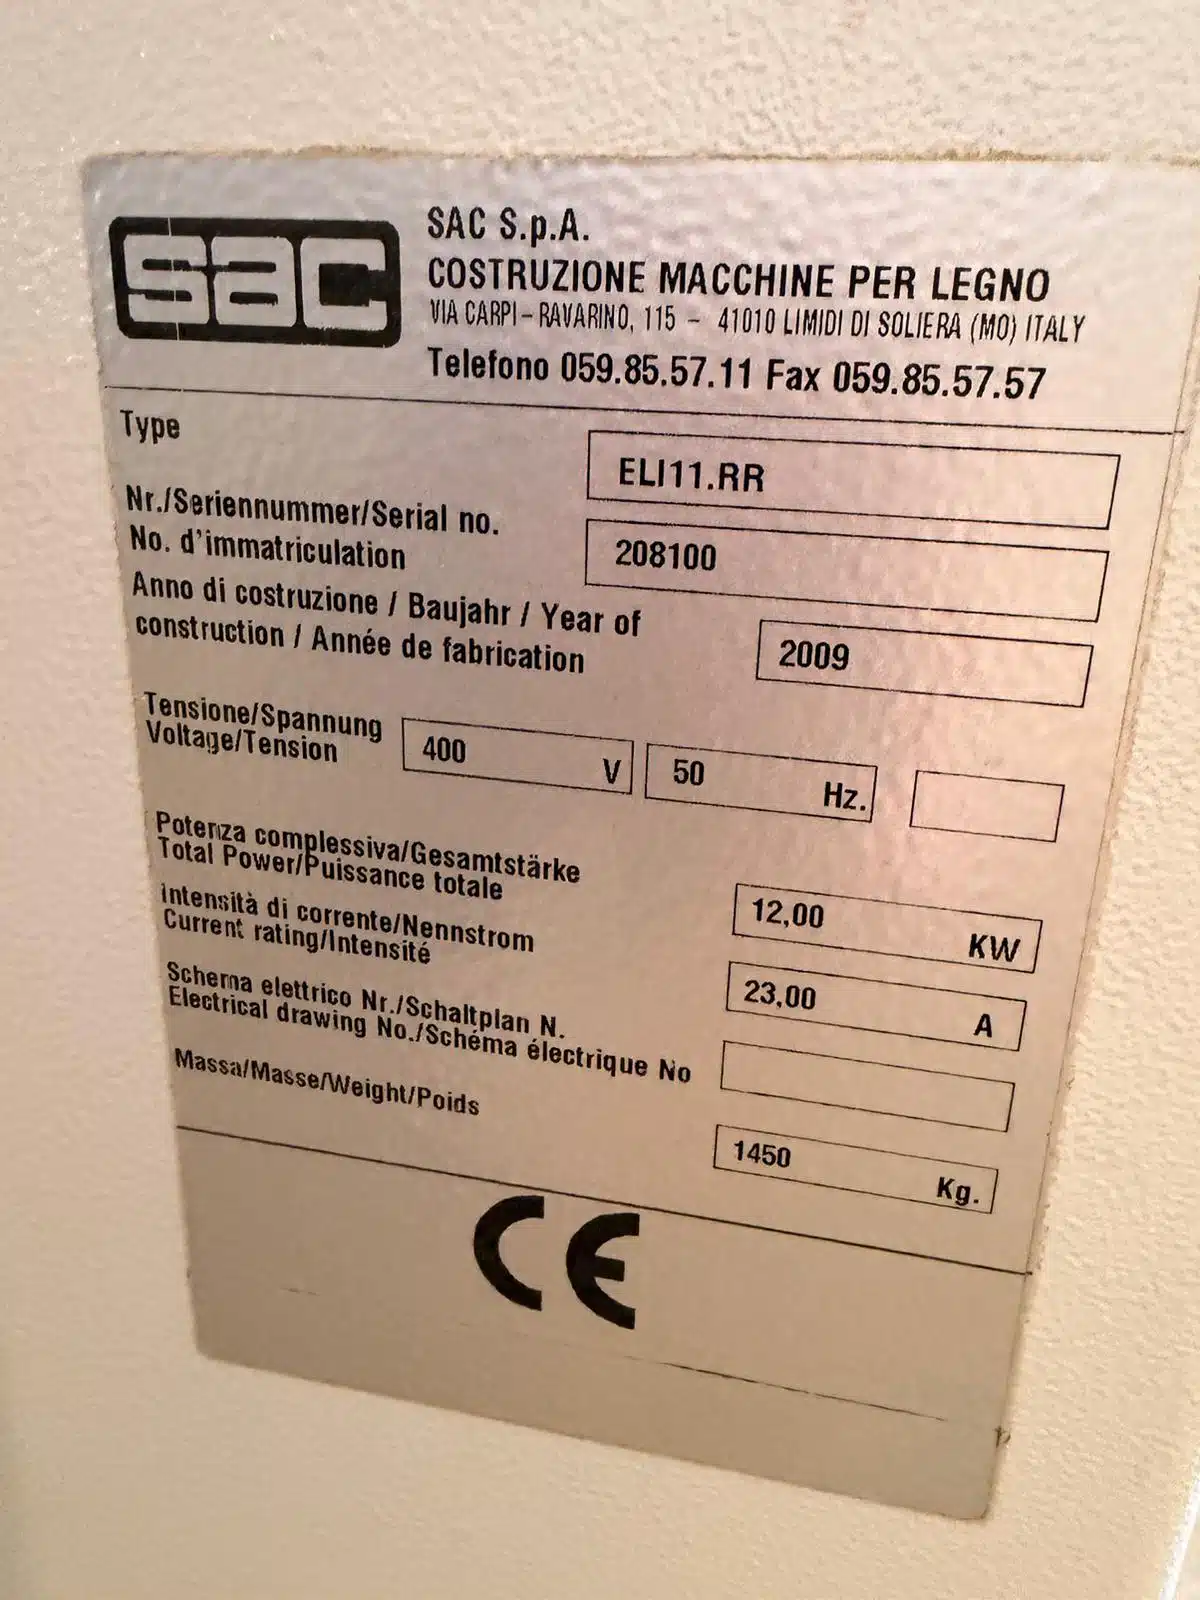 sac
SAC S.p.A.
COSTRUZIONE MACCHINE PER LEGNO
VIA CARPI - RAVARINO, 115 - 41010 LIMIDI DI SOLIERA (MO) ITALY
Telefono 059.85.57.11 Fax 059.85.57.57
Type
ELI11.RR
Nr./Seriennummer/Serial no.
No. d'immatriculation
208100
Anno di costruzione / Baujahr / Year of
construction / Année de fabrication
2009
Tensione/Spannung
Voltage/Tension
400 V
50 Hz.
Potenza complessiva/Gesamtstärke
Total Power/Puissance totale
12,00 KW
Intensità di corrente/Nennstrom
Current rating/Intensité
23,00 A
Schema elettrico Nr./Schaltplan N.
Electrical drawing No./Schéma électrique No
Massa/Masse/Weight/Poids
1450 Kg.
CE